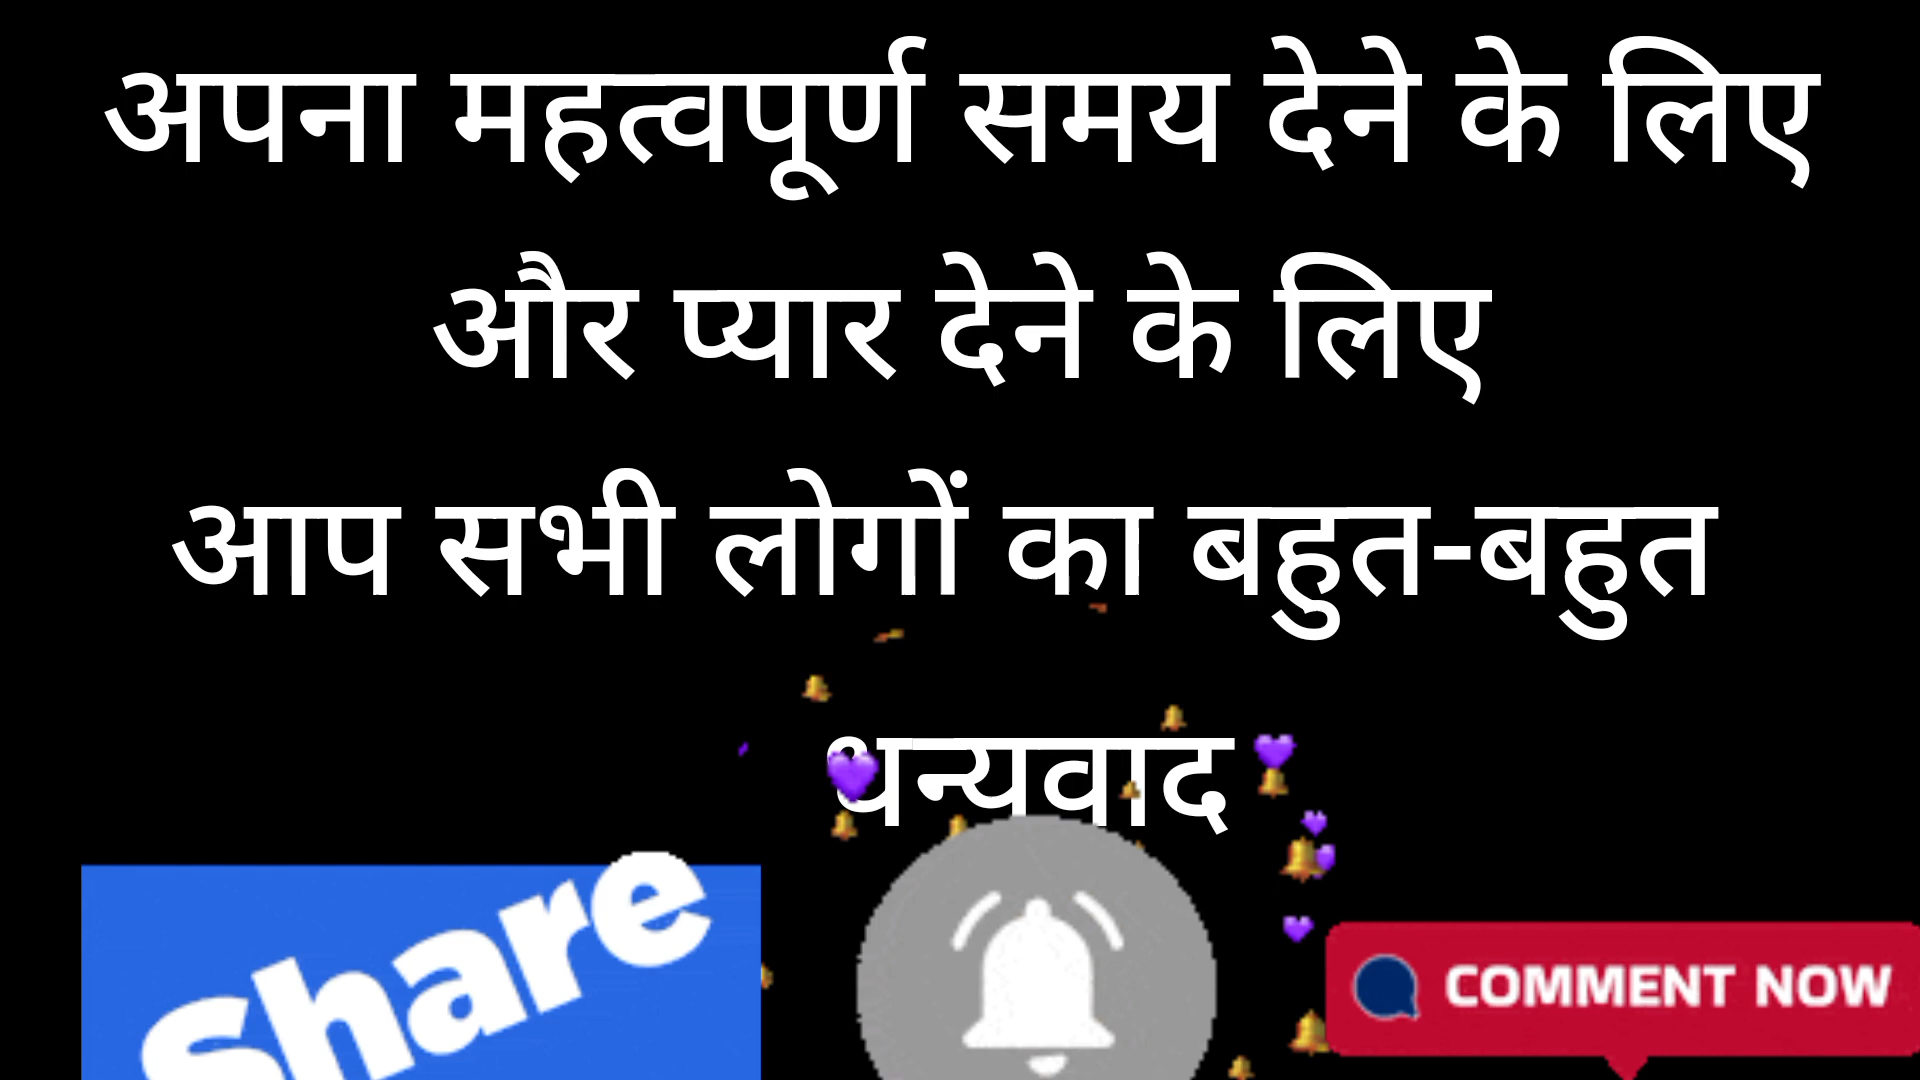 अपना महत्वपूर्ण समय देने के लिए
और प्यार देने के लिए
आप सभी लोगों का बहुत-बहुत
धन्यवाद
Share
COMMENT NOW